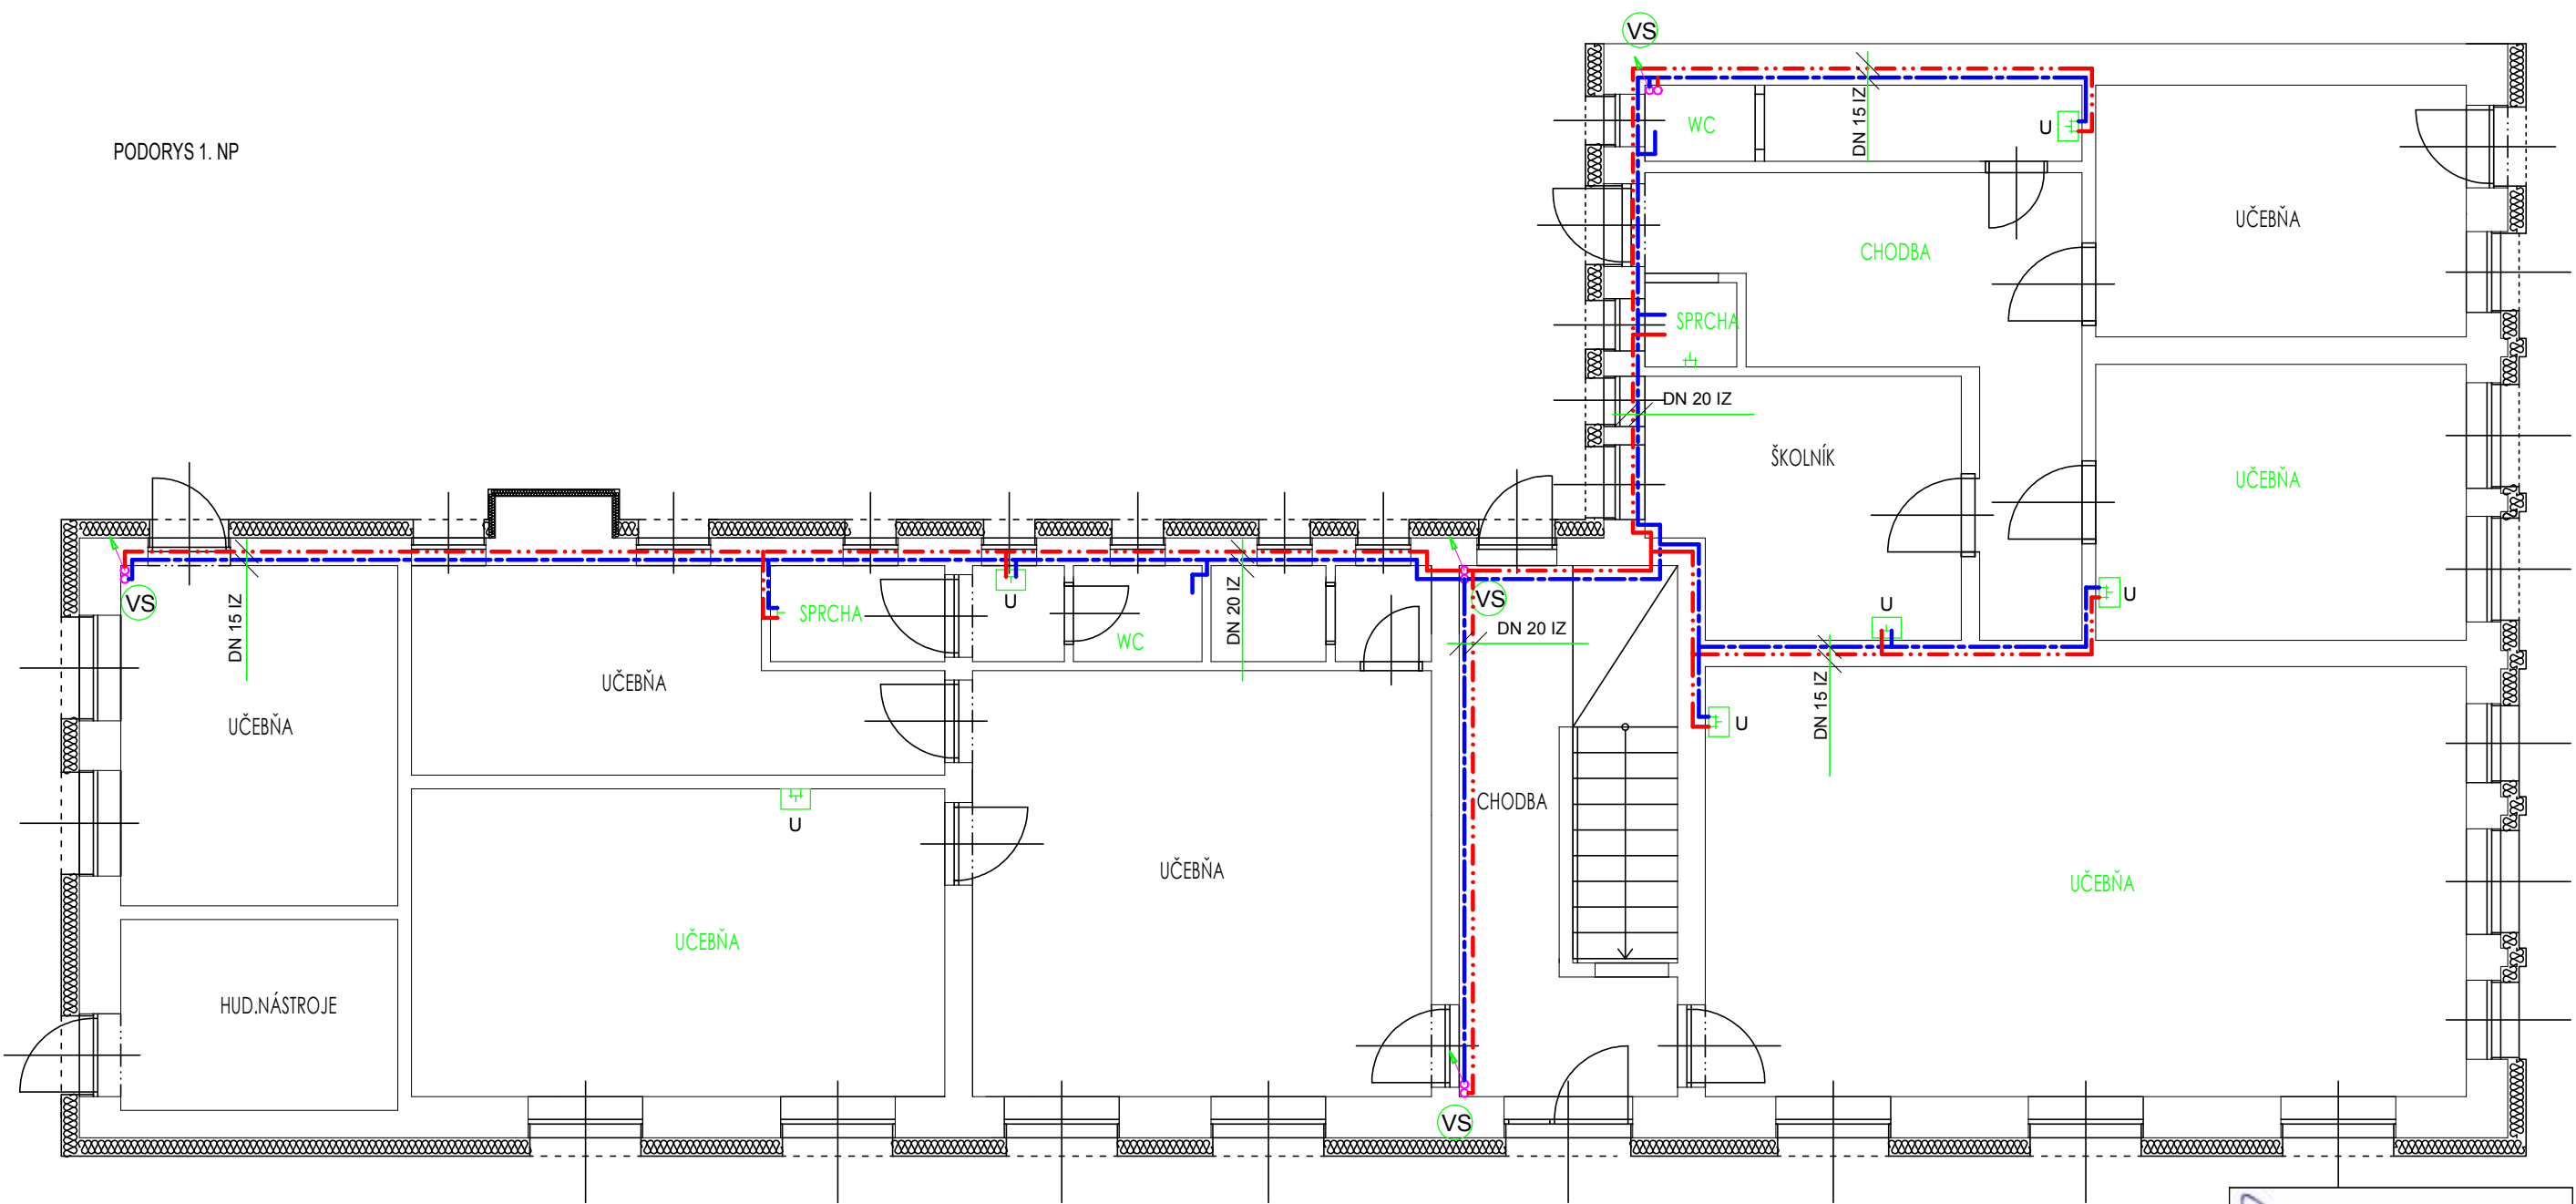 VS
PODORYS 1. NP
WC
DN 15 IZ
U
UČEBŇA
CHODBA
SPRCHA
DN 20 IZ
ŠKOLNÍK
UČEBŇA
VS
DN 15 IZ
SPRCHA
U
WC
DN 20 IZ
VS
DN 20 IZ
U
U
UČEBŇA
UČEBŇA
DN 15 IZ
U
U
CHODBA
UČEBŇA
UČEBŇA
UČEBŇA
HUD.NÁSTROJE
VS